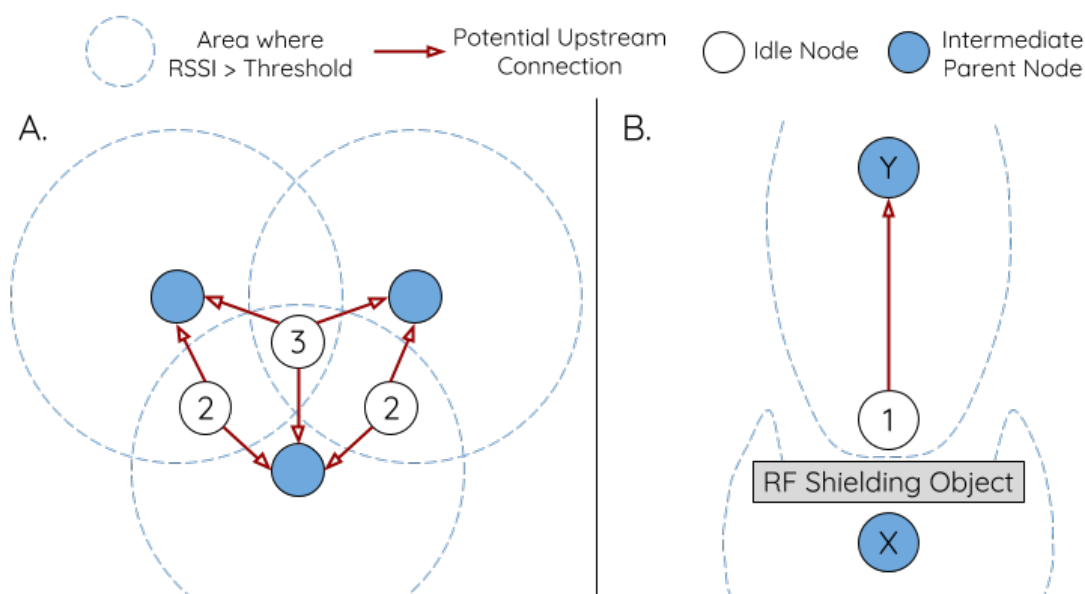 Area where
RSSI > Threshold
Potential Upstream
Connection
Idle Node
Intermediate
Parent Node
A.
3
2
2
B.
Y
1
RF Shielding Object
X